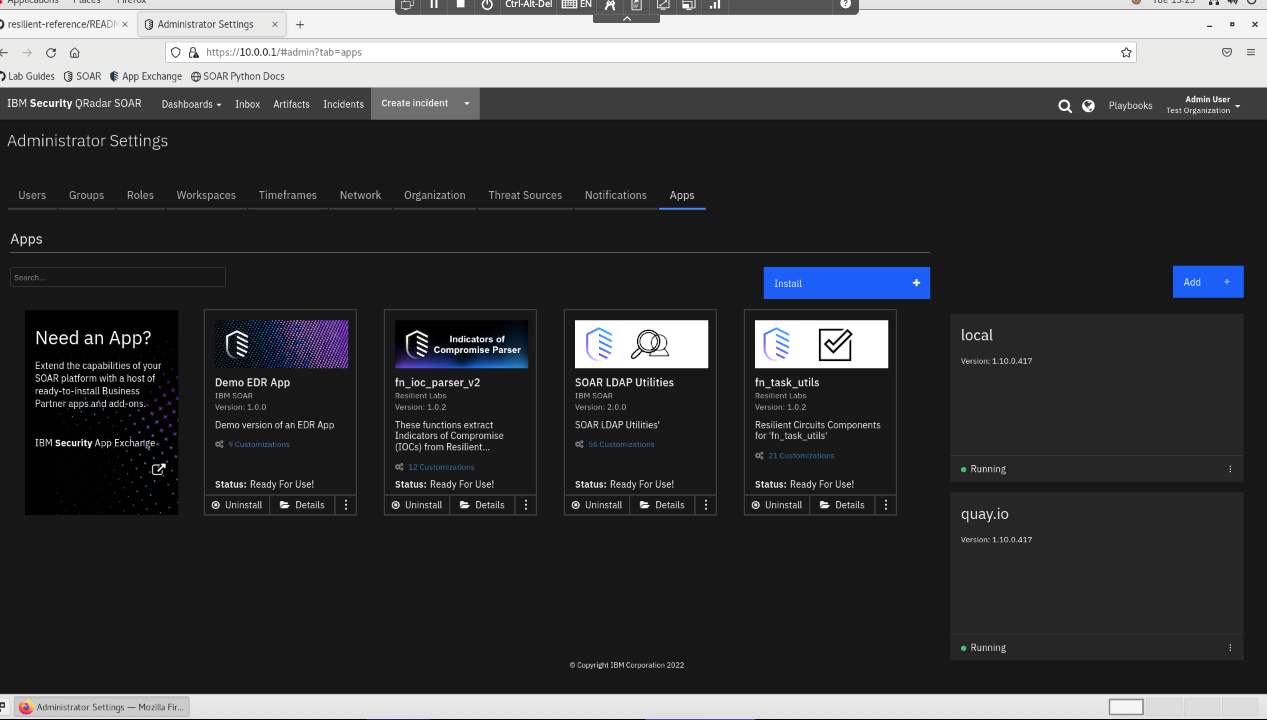 Applications Places Firefox
Ctrl-Alt-Del EN
Tue 15:25
resilient-reference/READM × Administrator Settings × +
https://10.0.0.1/#admin?tab=apps
Lab Guides SOAR App Exchange SOAR Python Docs
IBM Security QRadar SOAR Dashboards Inbox Artifacts Incidents Create incident Playbooks Admin User
Test Organization
Administrator Settings
Users Groups Roles Workspaces Timeframes Network Organization Threat Sources Notifications Apps
Apps
Search...
Install +
Add +
Need an App?
Extend the capabilities of your
SOAR platform with a host of
ready-to-install Business
Partner apps and add-ons.
IBM Security App Exchange
Demo EDR App
IBM SOAR
Version: 1.0.0
Demo version of an EDR App
9 Customizations
Status: Ready For Use!
Uninstall Details
Indicators of
Compromise Parser
fn_ioc_parser_v2
Resilient Labs
Version: 1.0.2
These functions extract
Indicators of Compromise
(IOCs) from Resilient...
12 Customizations
Status: Ready For Use!
Uninstall Details
SOAR LDAP Utilities
IBM SOAR
Version: 2.0.0
SOAR LDAP Utilities'
56 Customizations
Status: Ready For Use!
Uninstall Details
fn_task_utils
Resilient Labs
Version: 1.0.2
Resilient Circuits Components
for 'fn_task_utils'
21 Customizations
Status: Ready For Use!
Uninstall Details
local
Version: 1.10.0.417
Running
quay.io
Version: 1.10.0.417
Running
© Copyright IBM Corporation 2022
Administrator Settings — Mozilla Fir...